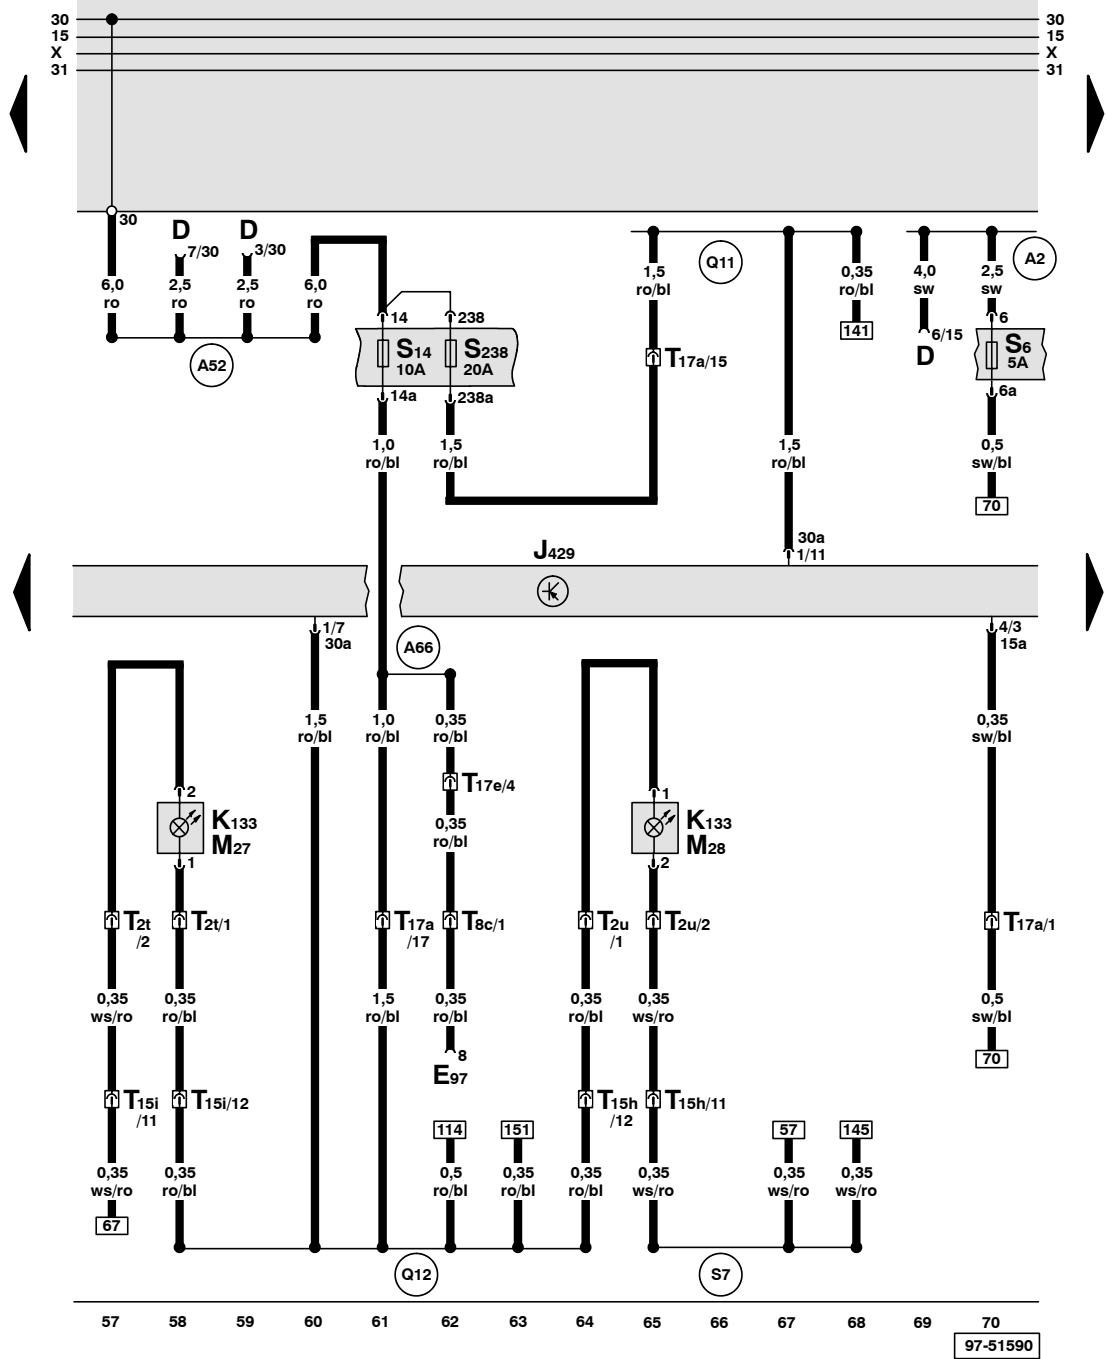 30 30
15 15
X X
31 31
30
D D
7/30 3/30
6,0 2,5 2,5 6,0
ro ro ro ro
A52
14 238
S14 S238
10A 20A
14a 238a
1,0 1,5
ro/bl ro/bl
1,5
ro/bl
Q11
0,35
ro/bl
141
T17a/15
4,0 2,5
sw sw
A2
6
6/15
D
S6
5A
6a
0,5
sw/bl
70
1,5
ro/bl
30a
1/11
J429
1/7
30a
A66
4/3
15a
1,5 1,0 0,35 0,35
ro/bl ro/bl ro/bl sw/bl
T17e/4
2 1
K133 K133
M27 M28
1 2
0,35
ro/bl
T2t T2t/1 T17a T8c/1 T2u T2u/2 T17a/1
/2 /17 /1
0,35 0,35 1,5 0,35 0,35 0,35 0,5
ws/ro ro/bl ro/bl ro/bl ro/bl ws/ro sw/bl
8
E97
70
T15i T15i/12 T15h T15h/11
/11 /12
114 151 57 145
0,35 0,35 0,5 0,35 0,35 0,35 0,35 0,35
ws/ro ro/bl ro/bl ro/bl ro/bl ws/ro ws/ro ws/ro
67
Q12 S7
57 58 59 60 61 62 63 64 65 66 67 68 69 70
97-51590